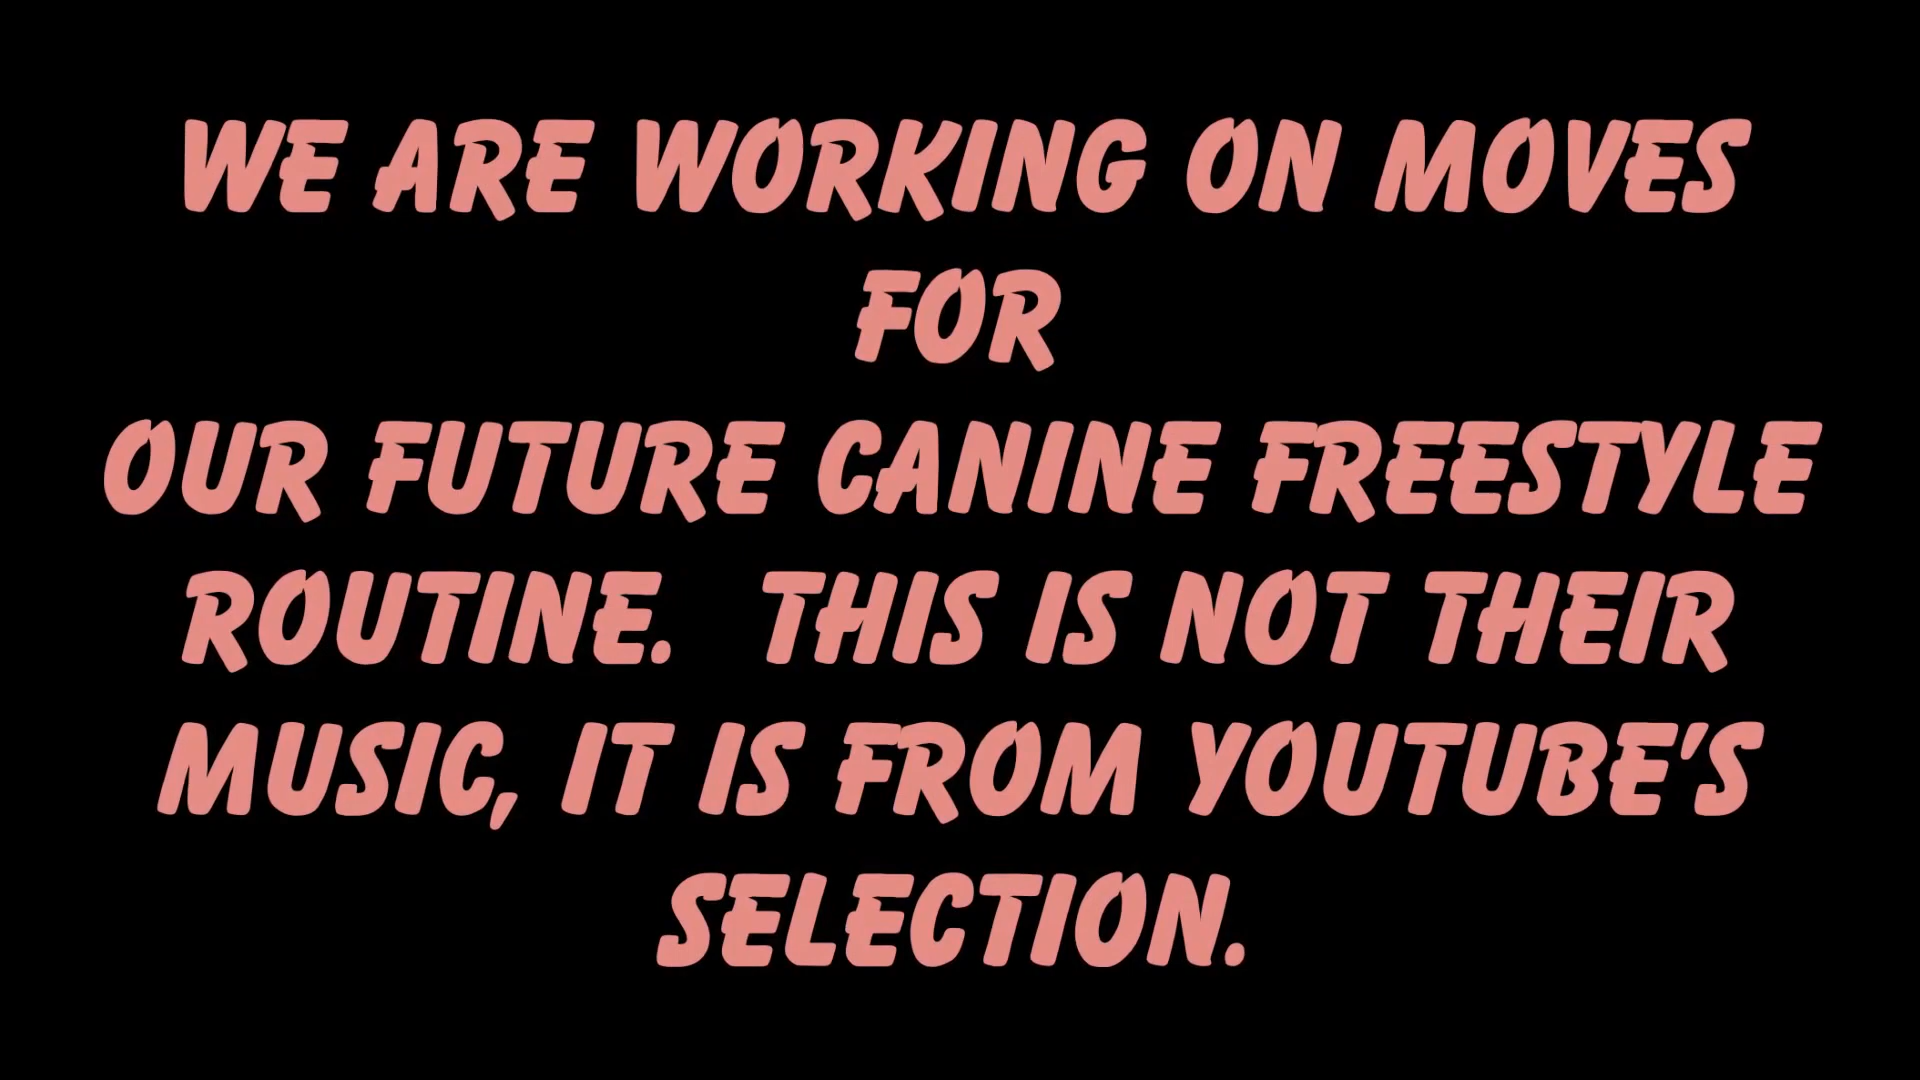 WE ARE WORKING ON MOVES
FOR
OUR FUTURE CANINE FREESTYLE
ROUTINE.  THIS IS NOT THEIR
MUSIC, IT IS FROM YOUTUBE'S
SELECTION.